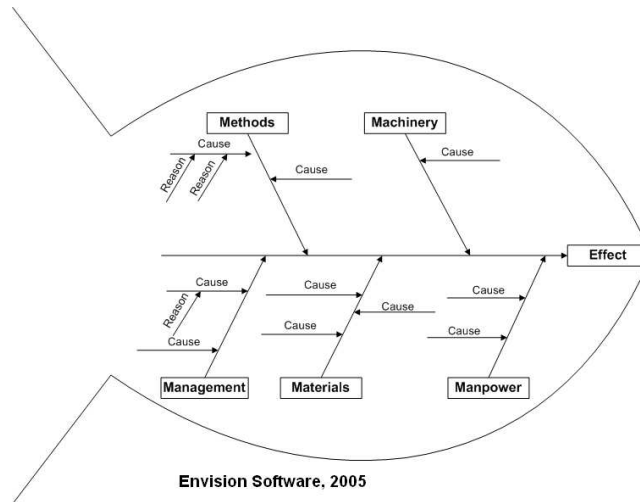 Methods
Machinery
Cause
Reason
Reason
Cause
Cause
Effect
Cause
Reason
Cause
Cause
Cause
Cause
Cause
Cause
Management
Materials
Manpower
Envision Software, 2005